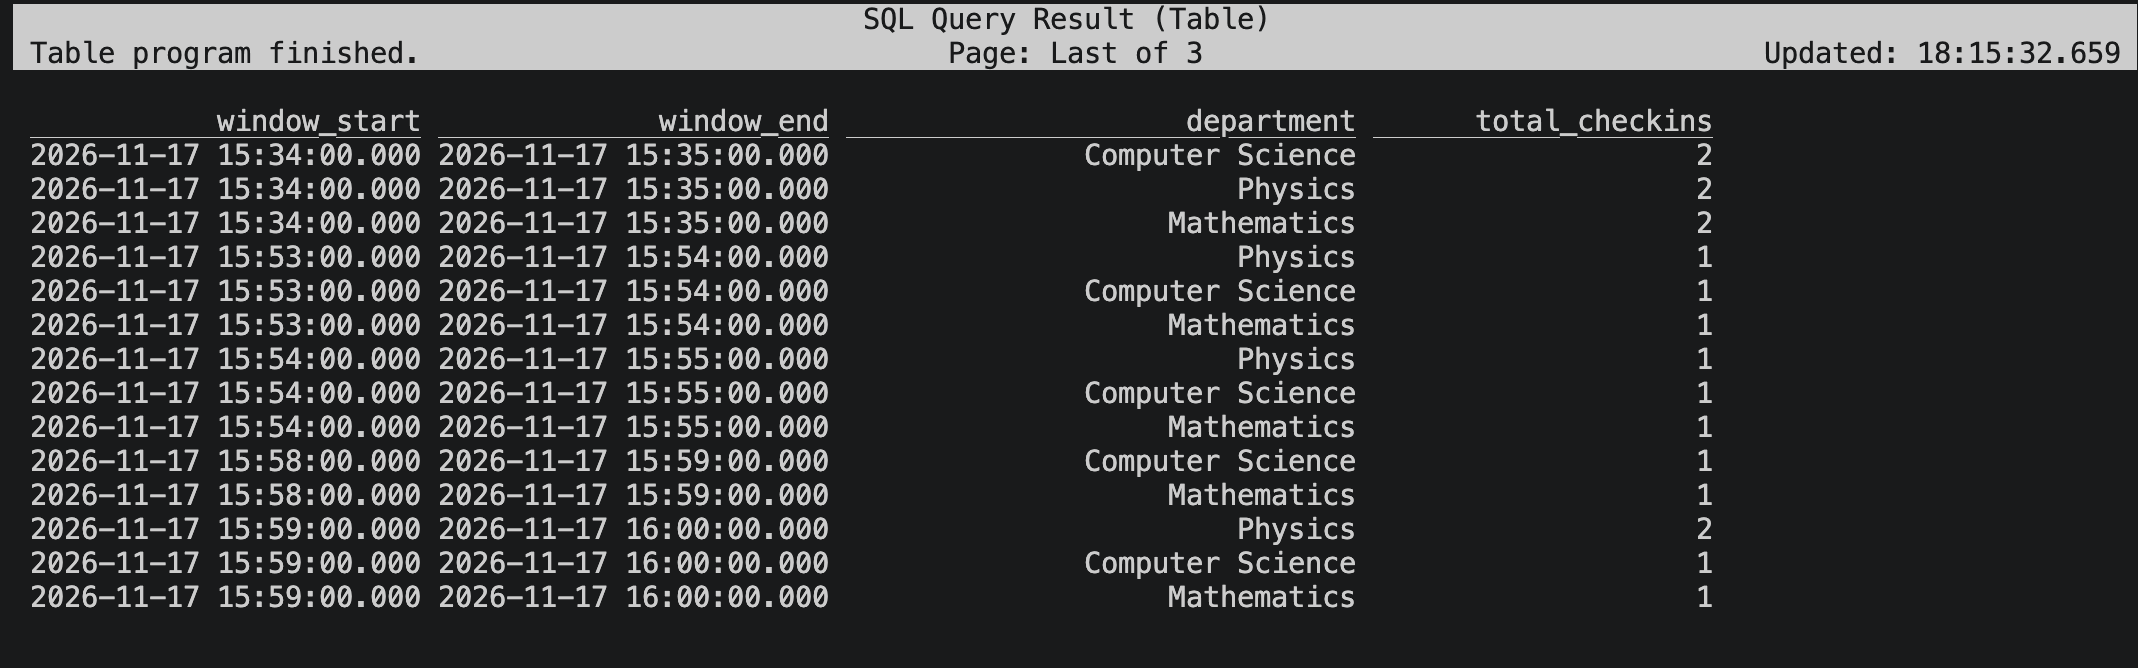 SQL Query Result (Table)
Table program finished. Page: Last of 3 Updated: 18:15:32.659
window_start window_end department total_checkins
2026-11-17 15:34:00.000 2026-11-17 15:35:00.000 Computer Science 2
2026-11-17 15:34:00.000 2026-11-17 15:35:00.000 Physics 2
2026-11-17 15:34:00.000 2026-11-17 15:35:00.000 Mathematics 2
2026-11-17 15:53:00.000 2026-11-17 15:54:00.000 Physics 1
2026-11-17 15:53:00.000 2026-11-17 15:54:00.000 Computer Science 1
2026-11-17 15:53:00.000 2026-11-17 15:54:00.000 Mathematics 1
2026-11-17 15:54:00.000 2026-11-17 15:55:00.000 Physics 1
2026-11-17 15:54:00.000 2026-11-17 15:55:00.000 Computer Science 1
2026-11-17 15:54:00.000 2026-11-17 15:55:00.000 Mathematics 1
2026-11-17 15:58:00.000 2026-11-17 15:59:00.000 Computer Science 1
2026-11-17 15:58:00.000 2026-11-17 15:59:00.000 Mathematics 1
2026-11-17 15:59:00.000 2026-11-17 16:00:00.000 Physics 2
2026-11-17 15:59:00.000 2026-11-17 16:00:00.000 Computer Science 1
2026-11-17 15:59:00.000 2026-11-17 16:00:00.000 Mathematics 1